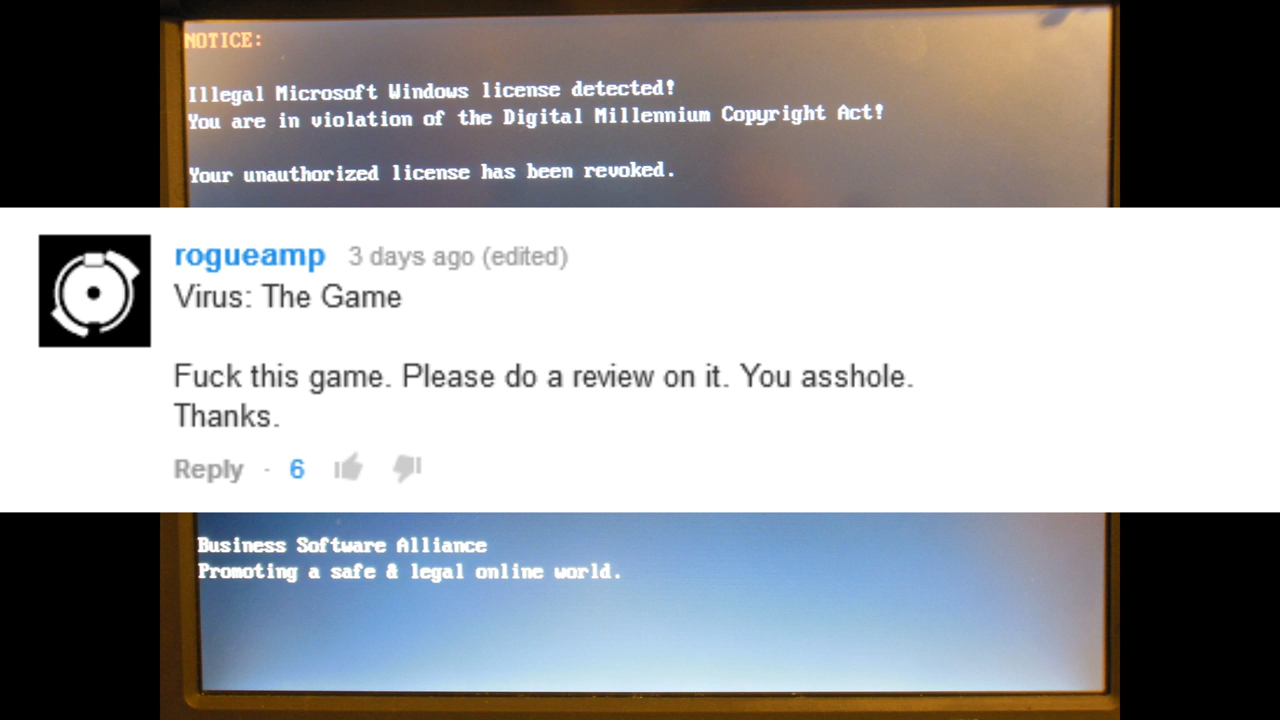 NOTICE:
Illegal Microsoft Windows license detected!
You are in violation of the Digital Millennium Copyright Act!
Your unauthorized license has been revoked.
rogueamp 3 days ago (edited)
Virus: The Game
Fuck this game. Please do a review on it. You asshole.
Thanks.
Reply · 6
Business Software Alliance
Promoting a safe & legal online world.